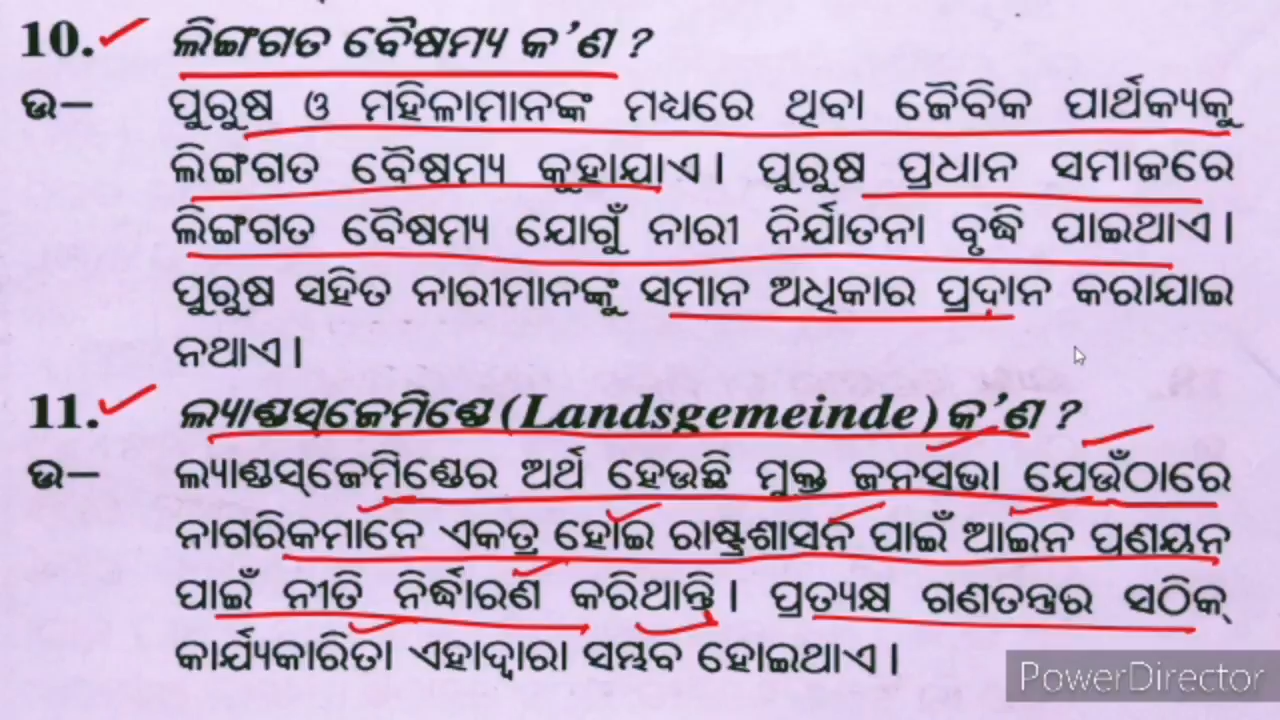 10. ଲିଙ୍ଗଗତ ବୈଷମ୍ୟ କ'ଣ ?
ଉ— ପୁରୁଷ ଓ ମହିଳାମାନଙ୍କ ମଧ୍ୟରେ ଥିବା ଜୈବିକ ପାର୍ଥକ୍ୟକୁ
ଲିଙ୍ଗଗତ ବୈଷମ୍ୟ କୁହାଯାଏ । ପୁରୁଷ ପ୍ରଧାନ ସମାଜରେ
ଲିଙ୍ଗଗତ ବୈଷମ୍ୟ ଯୋଗୁଁ ନାରୀ ନିର୍ଯାତନା ବୃଦ୍ଧି ପାଇଥାଏ ।
ପୁରୁଷ ସହିତ ନାରୀମାନଙ୍କୁ ସମାନ ଅଧିକାର ପ୍ରଦାନ କରାଯାଇ
ନଥାଏ ।
11. ଲ୍ୟାଣ୍ଡସ୍‌ଜେମିଣ୍ଡେ (Landsgemeinde) କ'ଣ ?
ଉ— ଲ୍ୟାଣ୍ଡସ୍‌ଜେମିଣ୍ଡେର ଅର୍ଥ ହେଉଛି ମୁକ୍ତ ଜନସଭା ଯେଉଁଠାରେ
ନାଗରିକମାନେ ଏକତ୍ର ହୋଇ ରାଷ୍ଟ୍ରଶାସନ ପାଇଁ ଆଇନ ପ୍ରଣୟନ
ପାଇଁ ନୀତି ନିର୍ଦ୍ଧାରଣ କରିଥାନ୍ତି । ପ୍ରତ୍ୟକ୍ଷ ଗଣତନ୍ତ୍ରର ସଠିକ୍
କାର୍ଯ୍ୟକାରିତା ଏହାଦ୍ୱାରା ସମ୍ଭବ ହୋଇଥାଏ ।
PowerDirector